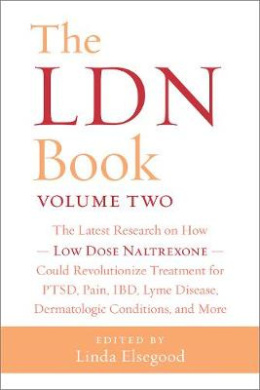 The
LDN
Book
VOLUME TWO
The Latest Research on How
— Low Dose Naltrexone —
Could Revolutionize Treatment for
PTSD, Pain, IBD, Lyme Disease,
Dermatologic Conditions, and More
EDITED BY
Linda Elsegood